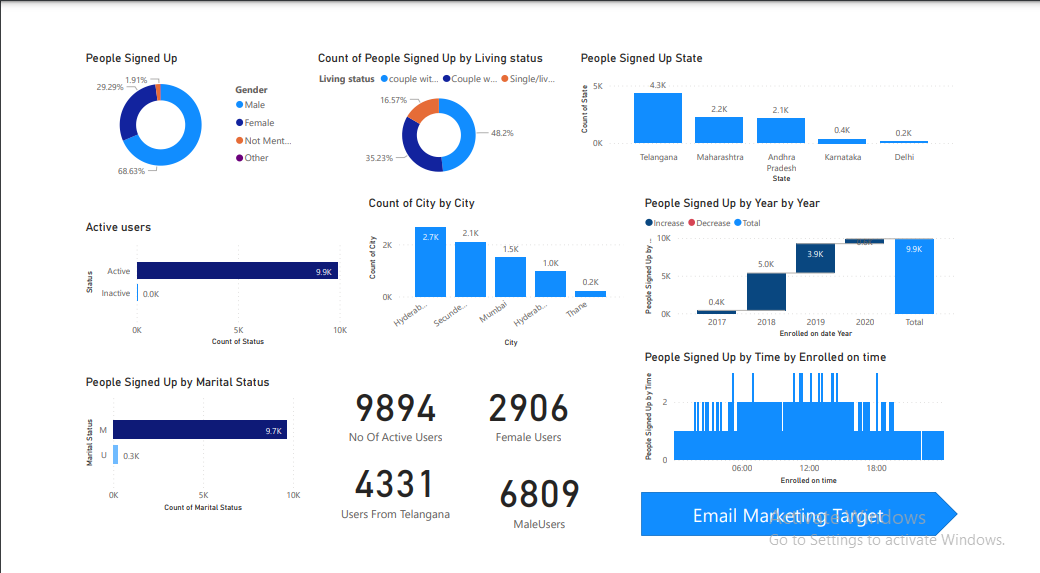 People Signed Up
1.91%
29.29%
68.63%
Gender
Male
Female
Not Ment...
Other
Count of People Signed Up by Living status
Living status couple wit... Couple w... Single/liv...
16.57%
48.2%
35.23%
People Signed Up State
Count of State
5K
0K
4.3K
2.2K
2.1K
0.4K
0.2K
Telangana
Maharashtra
Andhra
Pradesh
Karnataka
Delhi
State
Active users
Status
Active
9.9K
Inactive
0.0K
0K
5K
10K
Count of Status
Count of City by City
Count of City
2K
0K
2.7K
2.1K
1.5K
1.0K
0.2K
Hyderab...
Secunde...
Mumbai
Hyderab...
Thane
City
People Signed Up by Year by Year
Increase Decrease Total
People Signed Up by ...
10K
5K
0K
0.4K
5.0K
3.9K
9.9K
2017
2018
2019
2020
Total
Enrolled on date Year
People Signed Up by Marital Status
Marital Status
M
9.7K
U
0.3K
0K
5K
10K
Count of Marital Status
9894
No Of Active Users
2906
Female Users
4331
Users From Telangana
6809
MaleUsers
People Signed Up by Time by Enrolled on time
People Signed Up by Time
2
0
06:00
12:00
18:00
Enrolled on time
Email Marketing Target
Activate Windows
Go to Settings to activate Windows.